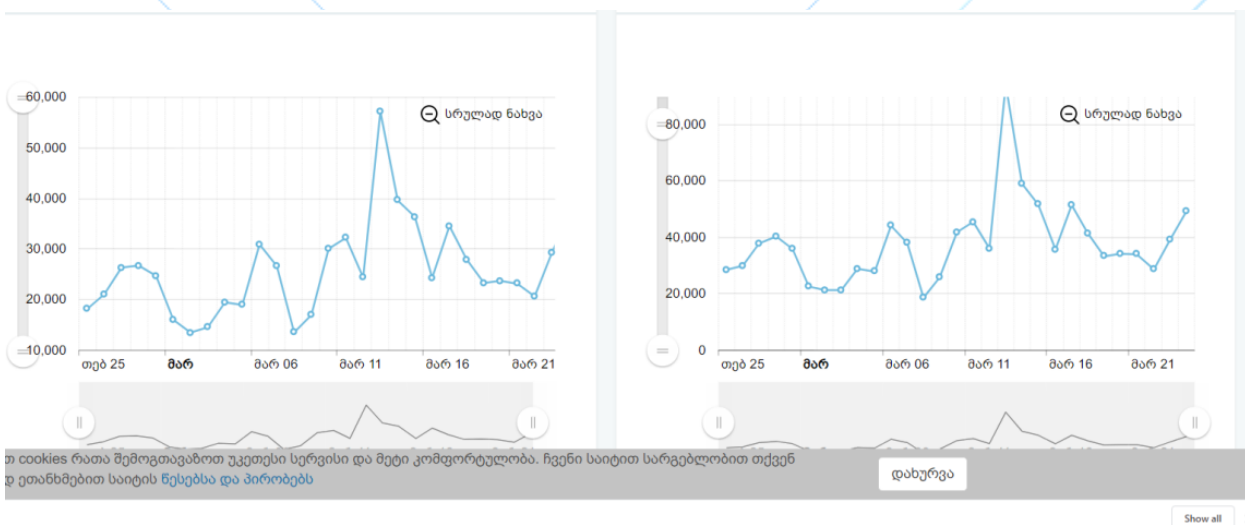 60,000
50,000
40,000
30,000
20,000
10,000
სრულად ნახვა
თებ 25 მარ მარ 06 მარ 11 მარ 16 მარ 21
80,000
60,000
40,000
20,000
0
სრულად ნახვა
თებ 25 მარ მარ 06 მარ 11 მარ 16 მარ 21
cookies რათა შემოგთავაზოთ უკეთესი სერვისი და მეტი კომფორტულობა. ჩვენი საიტით სარგებლობით თქვენ
ეთანხმებით საიტის წესებსა და პირობებს
დახურვა
Show all